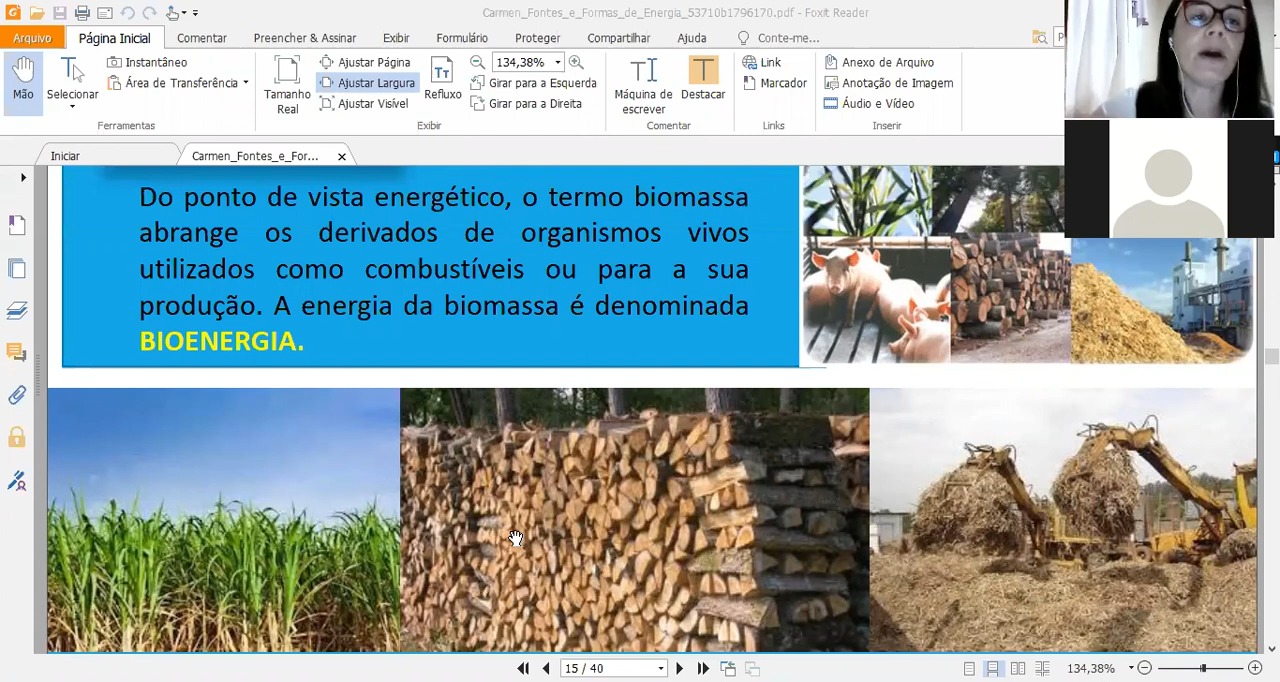 Carmen_Fontes_e_Formas_de_Energia_53710b1796170.pdf - Foxit Reader
Arquivo
Página Inicial
Comentar
Preencher & Assinar
Exibir
Formulário
Proteger
Compartilhar
Ajuda
Conte-me...
Mão
Selecionar
Instantâneo
Área de Transferência
Ferramentas
Tamanho
Real
Ajustar Página
Ajustar Largura
Ajustar Visível
Refluxo
134,38%
Girar para a Esquerda
Girar para a Direita
Exibir
Máquina de
escrever
Destacar
Comentar
Link
Marcador
Links
Anexo de Arquivo
Anotação de Imagem
Áudio e Vídeo
Inserir
Iniciar
Carmen_Fontes_e_For...
Do ponto de vista energético, o termo biomassa
abrange os derivados de organismos vivos
utilizados como combustíveis ou para a sua
produção. A energia da biomassa é denominada
BIOENERGIA.
15 / 40
134,38%